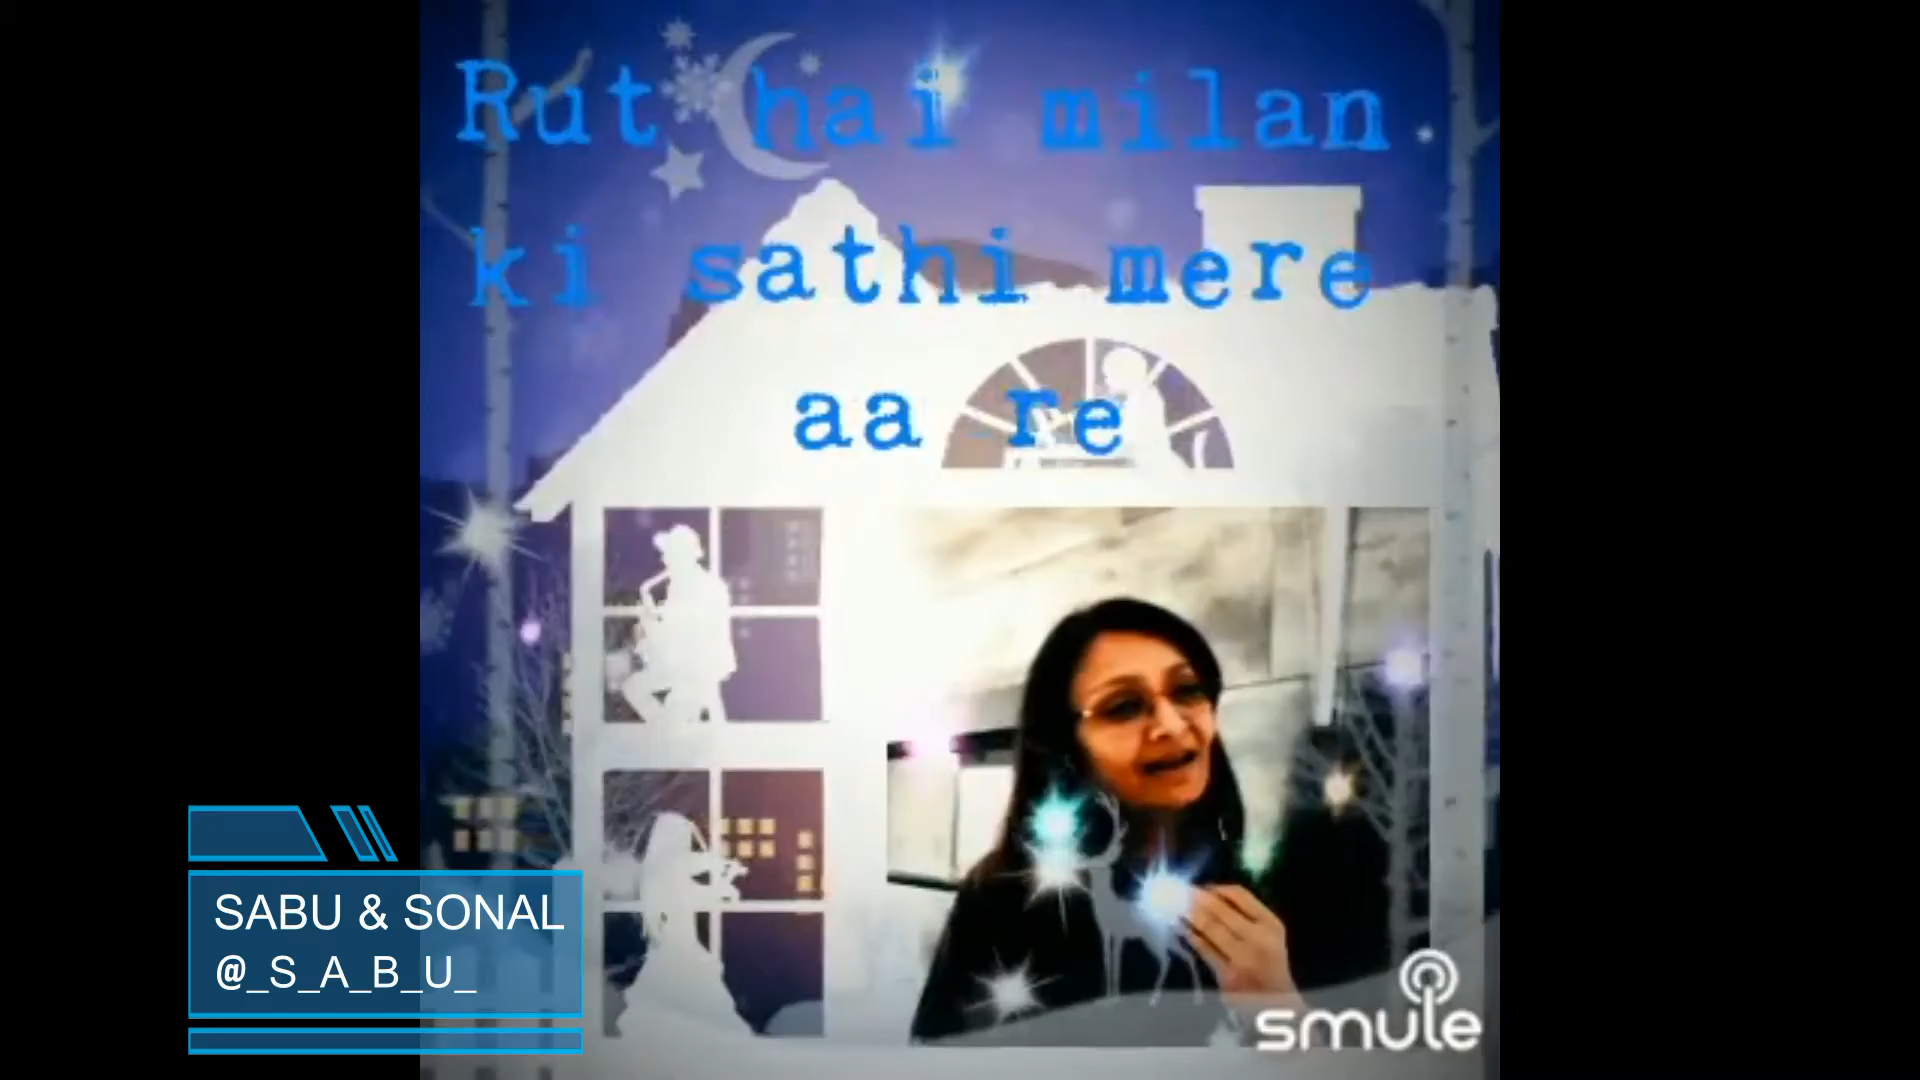 Rut hai milan
ki sathi mere
aa re
SABU & SONAL
@_S_A_B_U_
smule